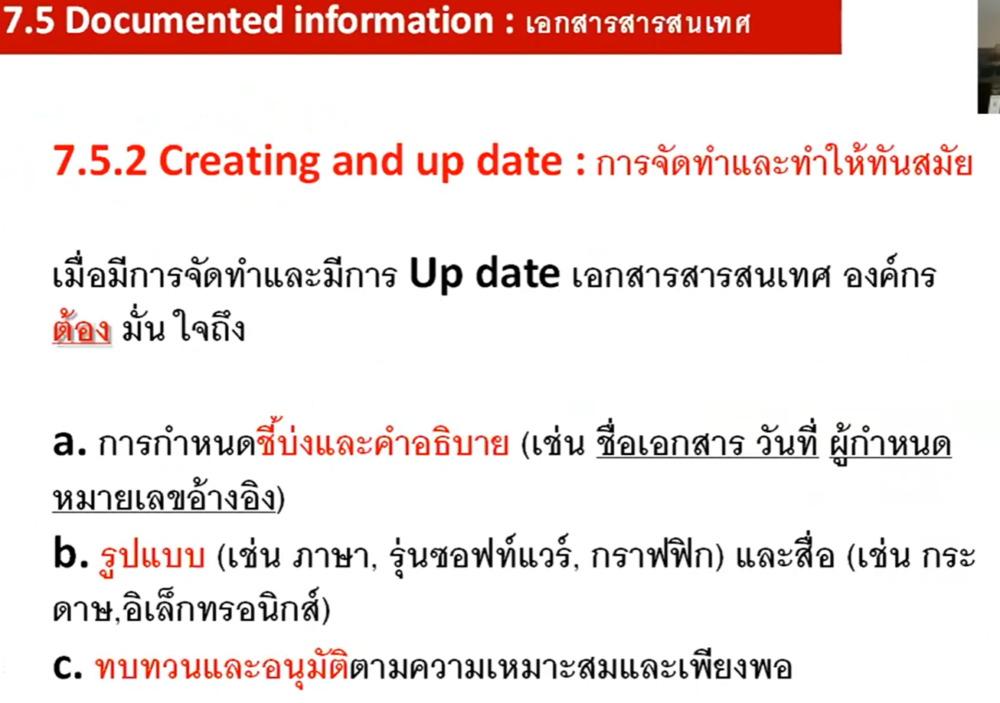 7.5 Documented information : เอกสารสารสนเทศ
7.5.2 Creating and up date : การจัดทำและทำให้ทันสมัย
เมื่อมีการจัดทำและมีการ Up date เอกสารสารสนเทศ องค์กร
ต้อง มั่น ใจถึง
a. การกำหนดชี้บ่งและคำอธิบาย (เช่น ชื่อเอกสาร วันที่ ผู้กำหนด
หมายเลขอ้างอิง)
b. รูปแบบ (เช่น ภาษา, รุ่นซอฟท์แวร์, กราฟฟิก) และสื่อ (เช่น กระ
ดาษ,อิเล็กทรอนิกส์)
c. ทบทวนและอนุมัติตามความเหมาะสมและเพียงพอ